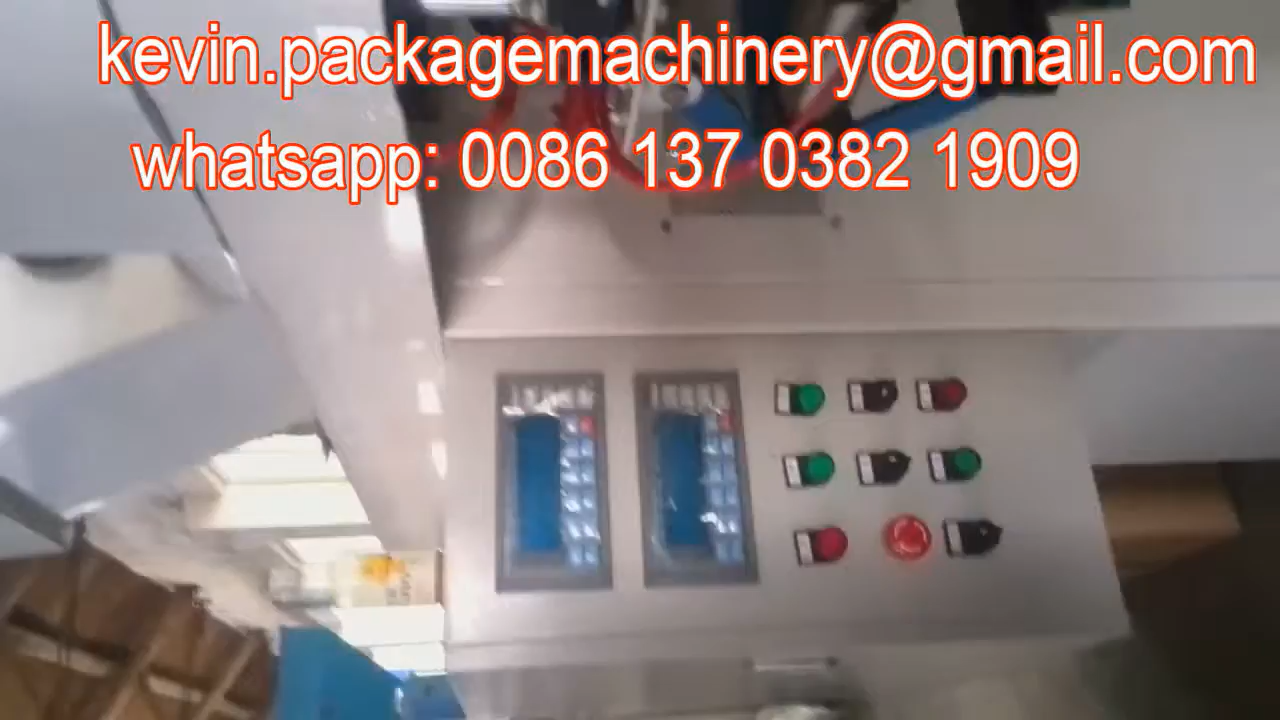 kevin.packagemachinery@gmail.com
whatsapp: 0086 137 0382 1909